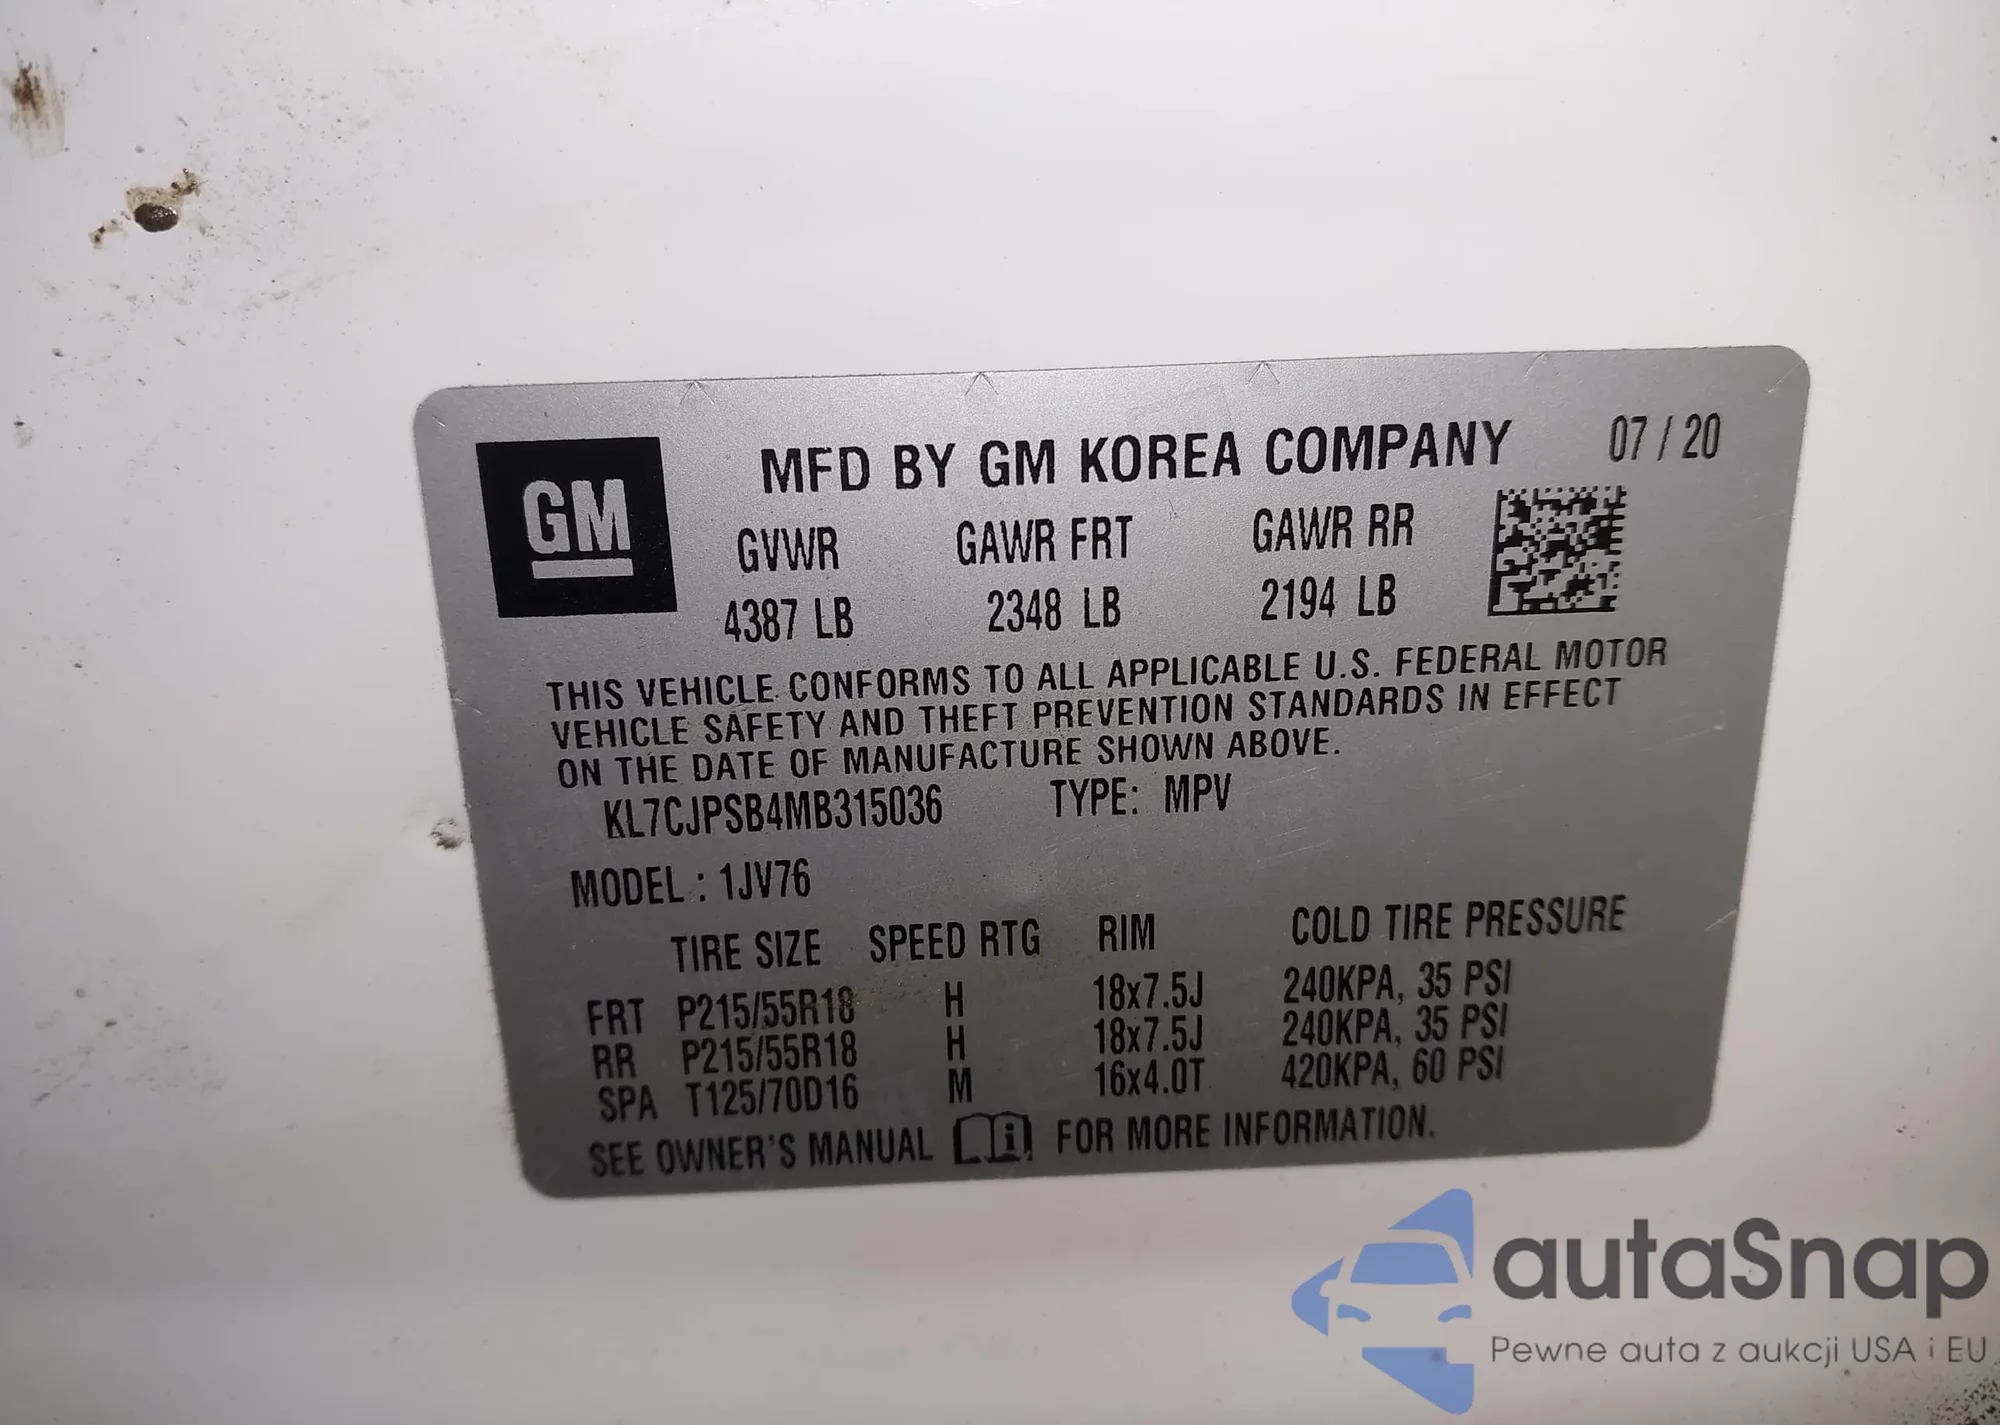 GM
MFD BY GM KOREA COMPANY 07 / 20
GVWR GAWR FRT GAWR RR
4387 LB 2348 LB 2194 LB
THIS VEHICLE CONFORMS TO ALL APPLICABLE U.S. FEDERAL MOTOR
VEHICLE SAFETY AND THEFT PREVENTION STANDARDS IN EFFECT
ON THE DATE OF MANUFACTURE SHOWN ABOVE.
KL7CJPSB4MB315036 TYPE: MPV
MODEL : 1JV76
TIRE SIZE SPEED RTG RIM COLD TIRE PRESSURE
FRT P215/55R18 H 18x7.5J 240KPA, 35 PSI
RR P215/55R18 H 18x7.5J 240KPA, 35 PSI
SPA T125/70D16 M 16x4.0T 420KPA, 60 PSI
SEE OWNER'S MANUAL FOR MORE INFORMATION.
autaSnap
Pewne auta z aukcji USA i EU